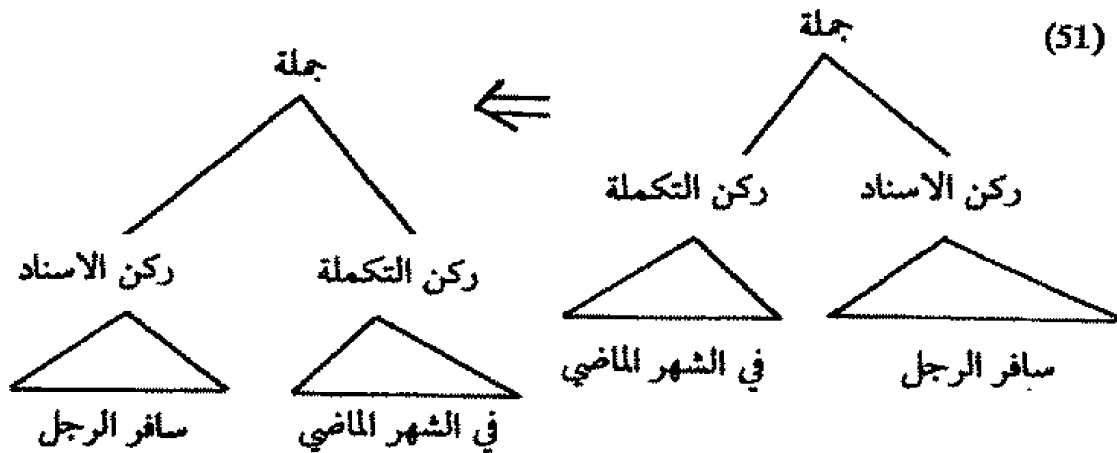 (51)
جملة
ركن الاسناد
ركن التكملة
سافر الرجل
في الشهر الماضي
جملة
ركن التكملة
ركن الاسناد
في الشهر الماضي
سافر الرجل